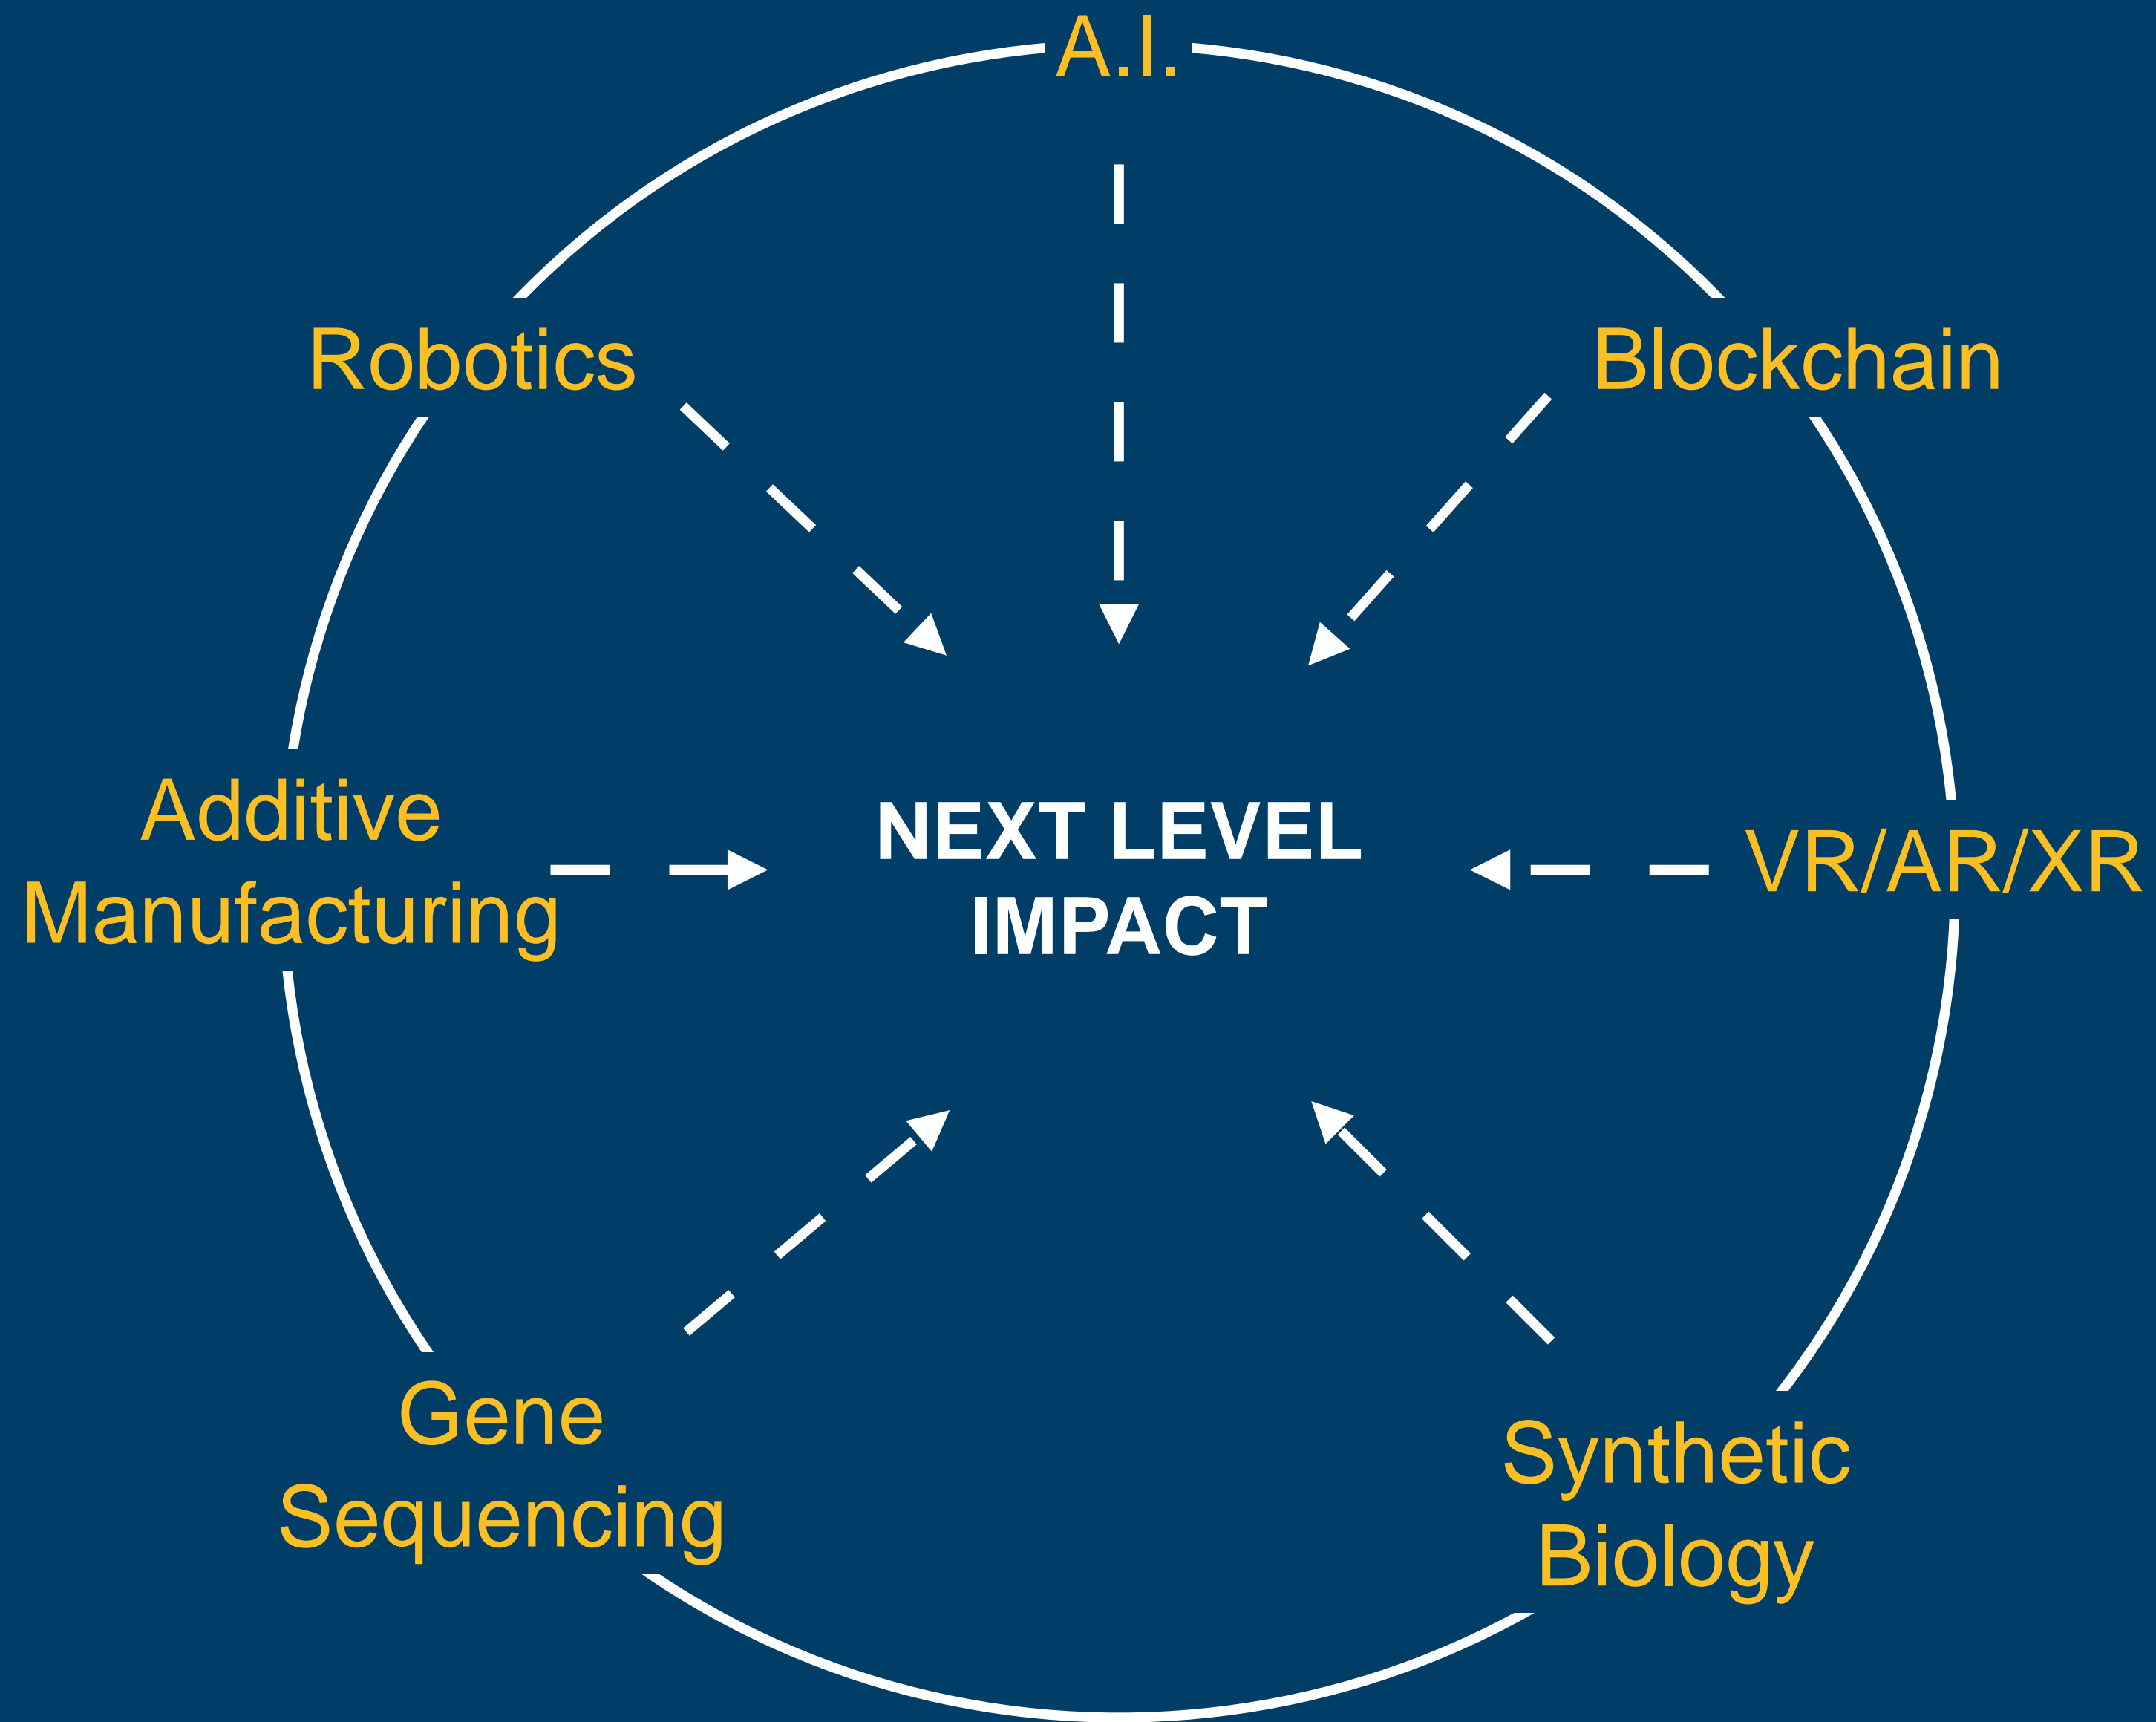 A.I.
Robotics
Blockchain
Additive
Manufacturing
NEXT LEVEL
IMPACT
VR/AR/XR
Gene
Sequencing
Synthetic
Biology